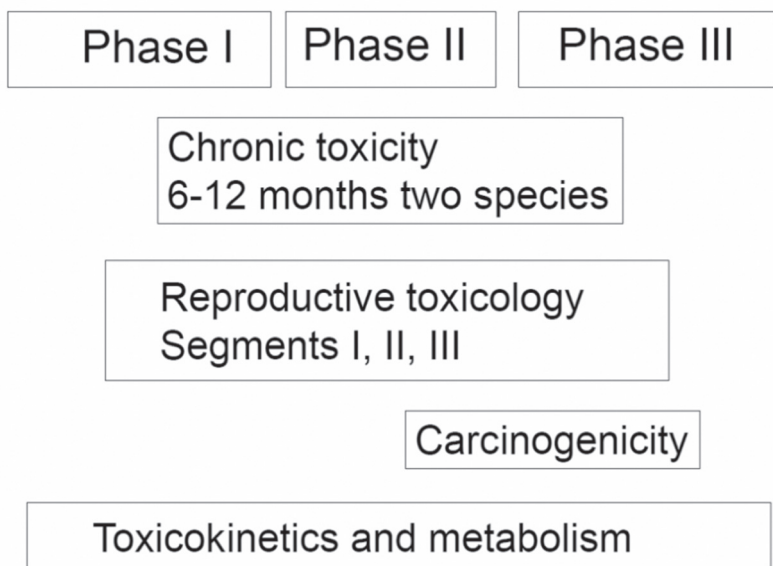 Phase I Phase II Phase III
Chronic toxicity
6-12 months two species
Reproductive toxicology
Segments I, II, III
Carcinogenicity
Toxicokinetics and metabolism